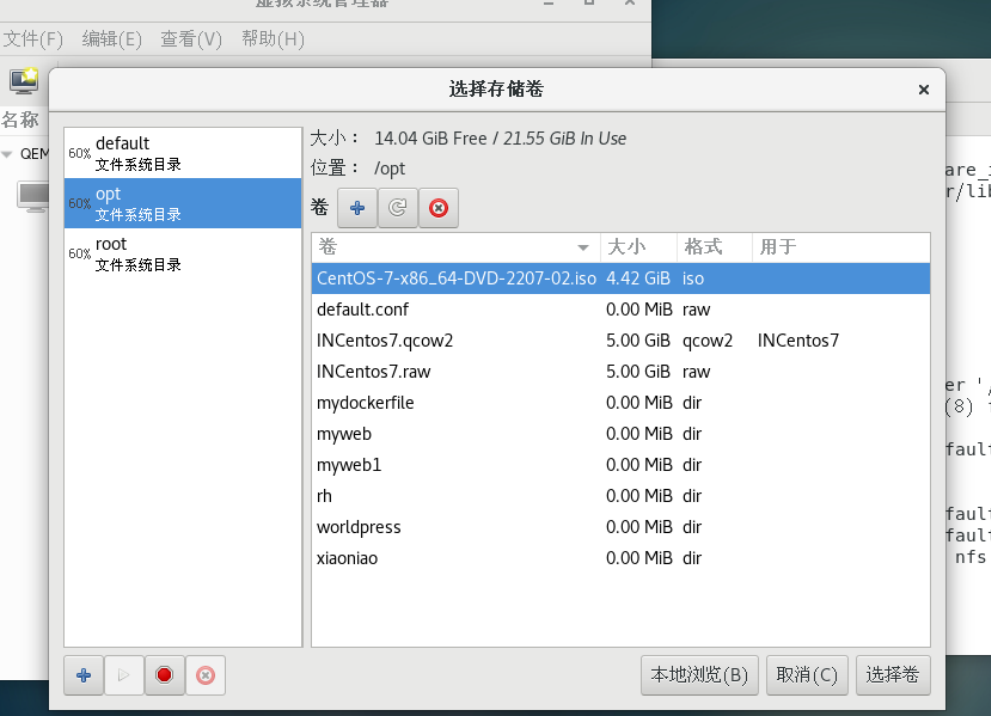 虚拟系统管理器
文件(F) 编辑(E) 查看(V) 帮助(H)
选择存储卷
名称
QEM
60% default
文件系统目录
60% opt
文件系统目录
60% root
文件系统目录
大小： 14.04 GiB Free / 21.55 GiB In Use
位置： /opt
卷
卷 大小 格式 用于
CentOS-7-x86_64-DVD-2207-02.iso 4.42 GiB iso
default.conf 0.00 MiB raw
INCentos7.qcow2 5.00 GiB qcow2 INCentos7
INCentos7.raw 5.00 GiB raw
mydockerfile 0.00 MiB dir
myweb 0.00 MiB dir
myweb1 0.00 MiB dir
rh 0.00 MiB dir
worldpress 0.00 MiB dir
xiaoniao 0.00 MiB dir
本地浏览(B) 取消(C) 选择卷
are_
r/lib
er '
(8)
fault
fault
fault
nfs